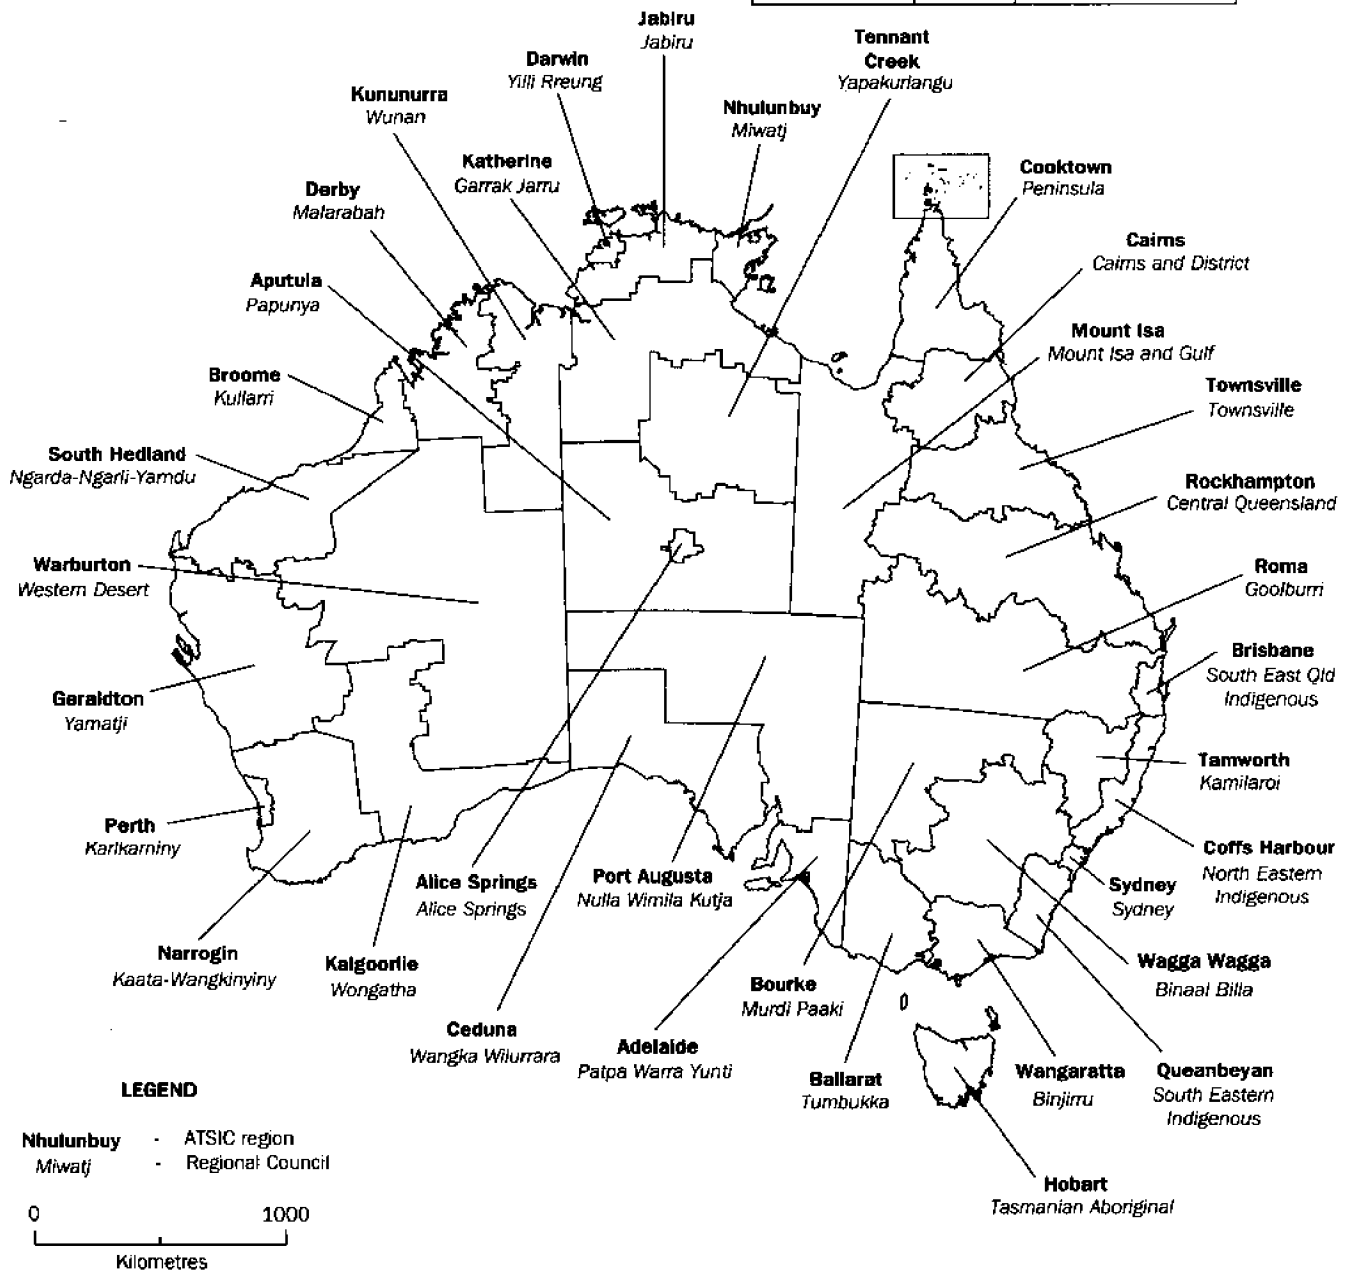 Jabiru
Jabiru
Tennant
Creek
Yapakurlangu
Darwin
Yilli Rreung
Kununurra
Wunan
Nhulunbuy
Miwatj
Katherine
Garrak Jarru
Cooktown
Peninsula
Derby
Malarabah
Cairns
Cairns and District
Aputula
Papunya
Mount Isa
Mount Isa and Gulf
Broome
Kullarri
Townsville
Townsville
South Hedland
Ngarda-Ngarli-Yarndu
Rockhampton
Central Queensland
Warburton
Western Desert
Roma
Goolburri
Brisbane
South East Qld
Indigenous
Geraldton
Yamatji
Tamworth
Kamilaroi
Perth
Karlkarniny
Coffs Harbour
North Eastern
Indigenous
Alice Springs
Alice Springs
Port Augusta
Nulla Wimila Kutja
Sydney
Sydney
Narrogin
Kaata-Wangkinyiny
Kalgoorlie
Wongatha
Wagga Wagga
Binaal Billa
Bourke
Murdi Paaki
Ceduna
Wangka Wilurrara
Adelaide
Patpa Warra Yunti
Ballarat
Tumbukka
Wangaratta
Binjirru
Queanbeyan
South Eastern
Indigenous
Hobart
Tasmanian Aboriginal
LEGEND
Nhulunbuy - ATSIC region
Miwatj - Regional Council
0 1000
Kilometres